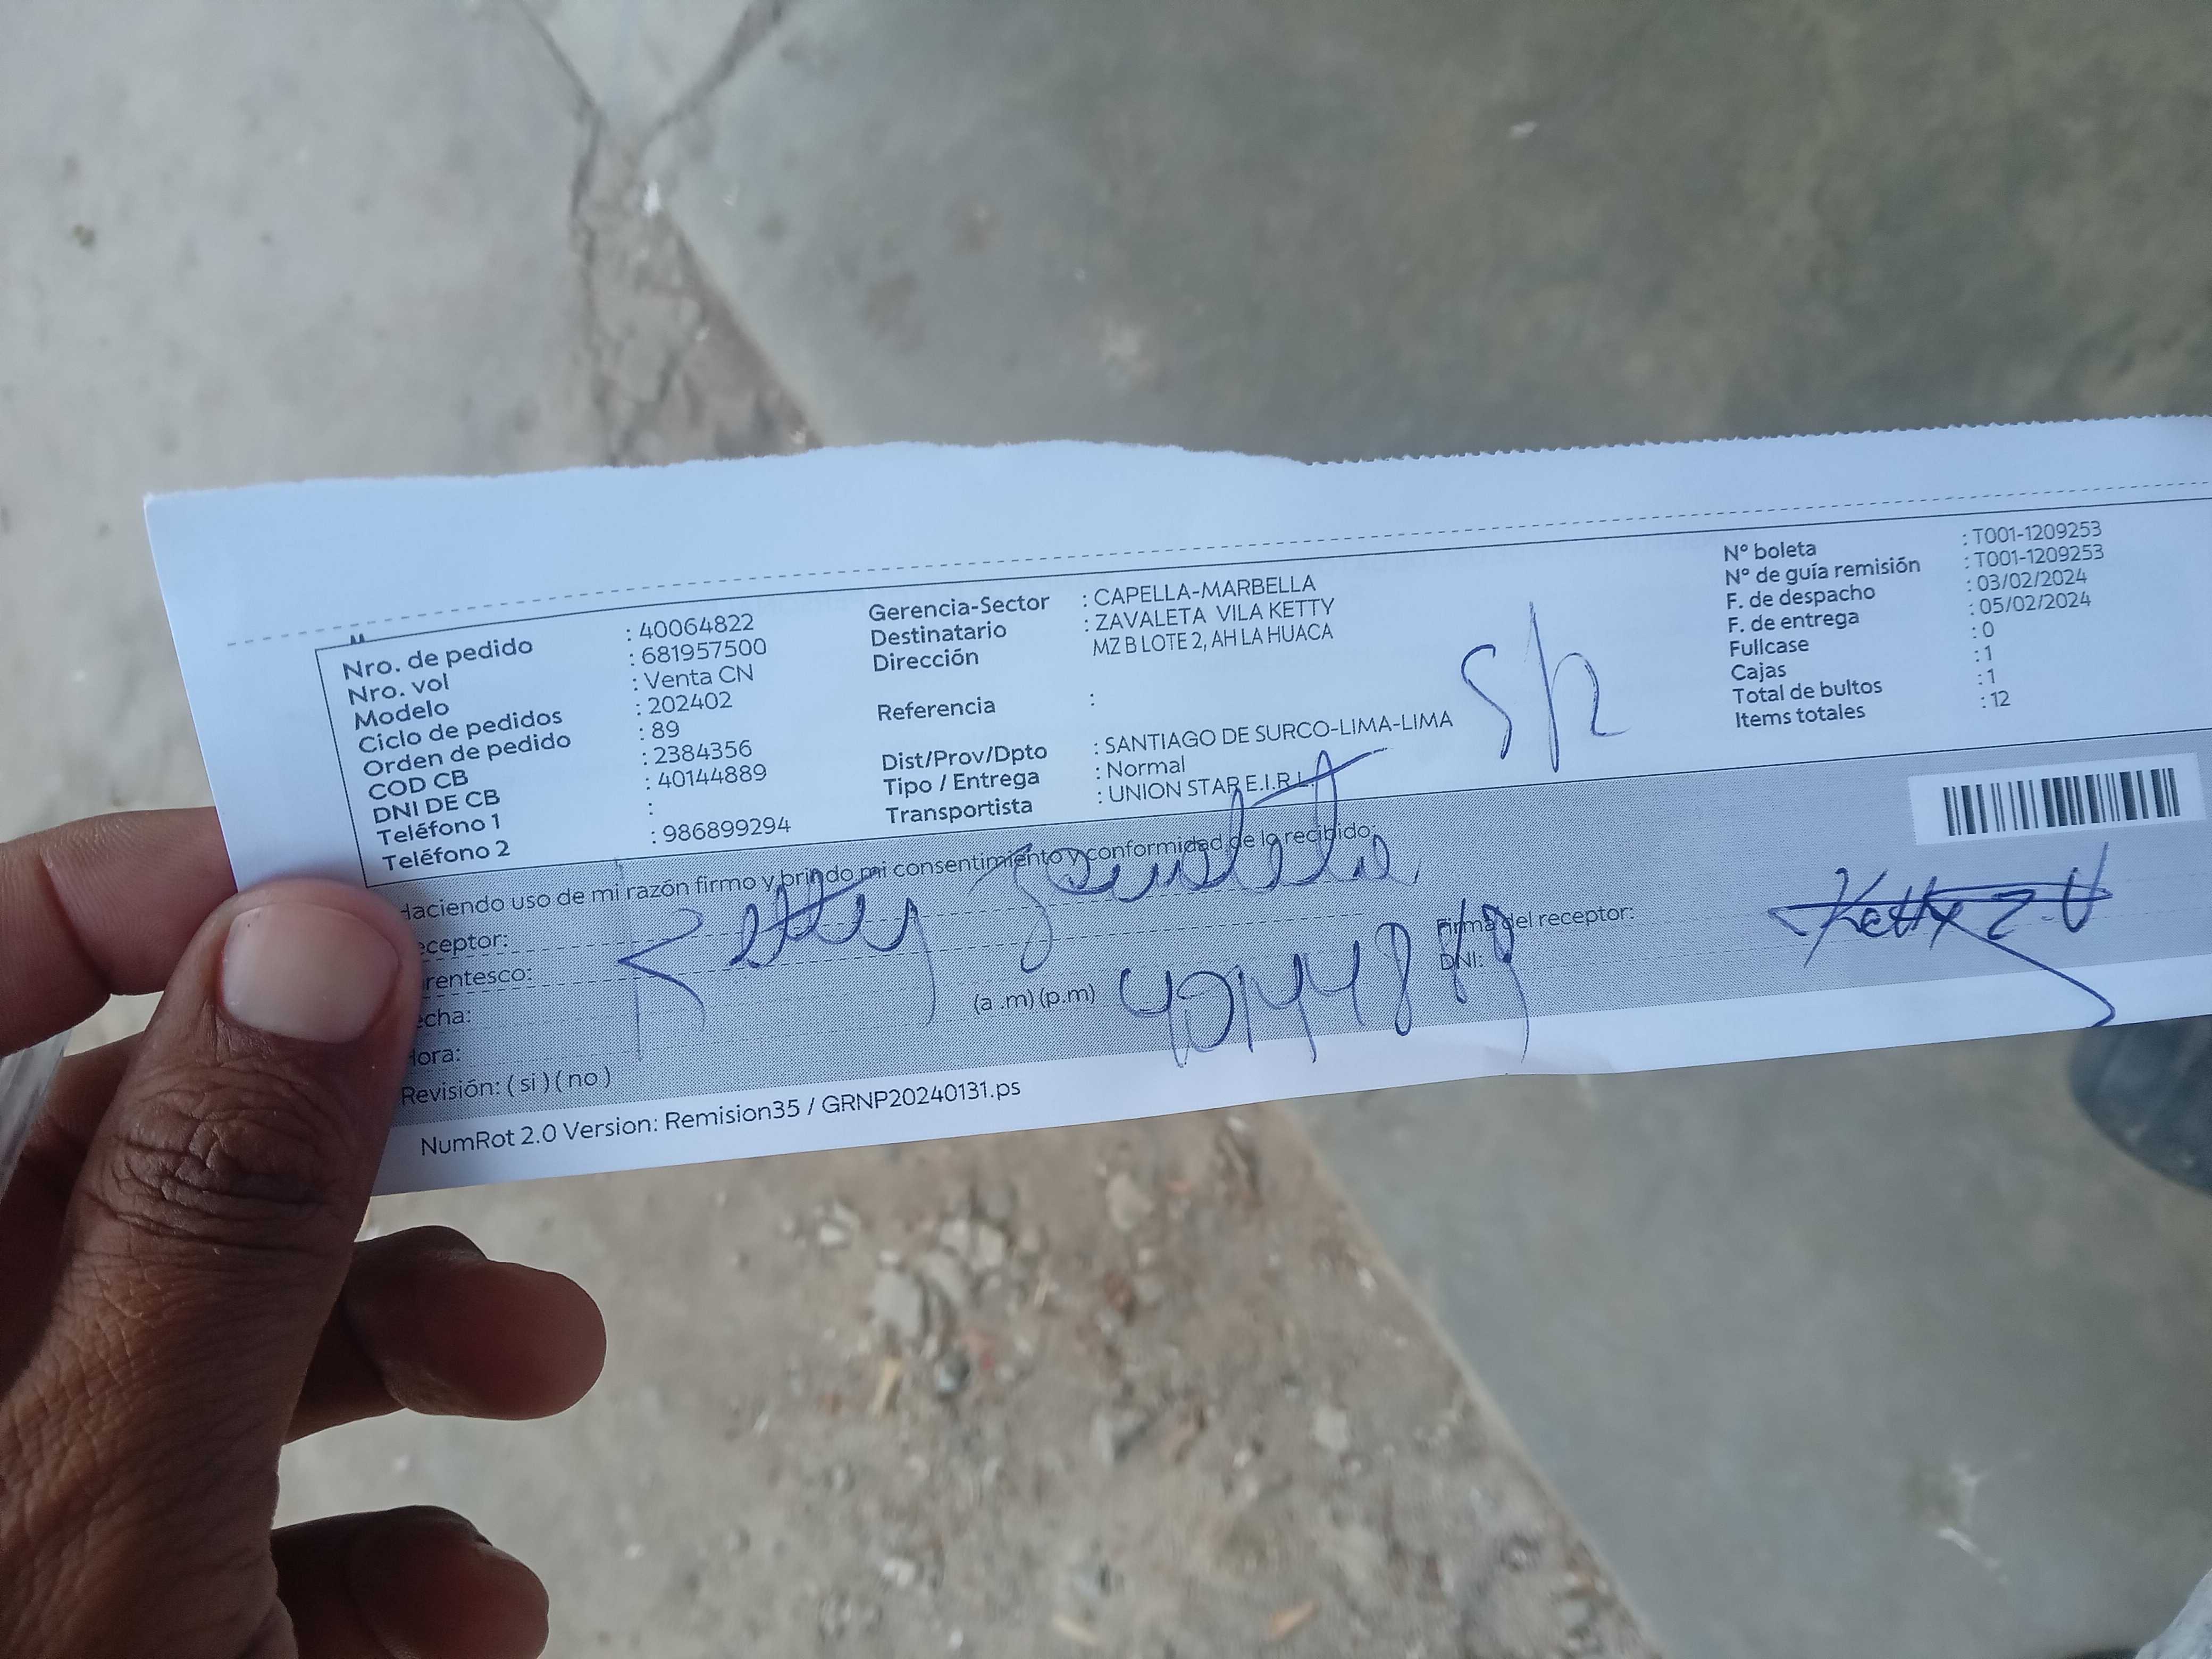 Nro. de pedido : 40064822
Nro. vol : 681957500
Modelo : Venta CN
Ciclo de pedidos : 202402
Orden de pedido : 89
COD CB : 2384356
DNI DE CB : 40144889
Teléfono 1 :
Teléfono 2 : 986899294
Gerencia-Sector : CAPELLA-MARBELLA
Destinatario : ZAVALETA VILA KETTY
Dirección MZ B LOTE 2, AH LA HUACA
Referencia :
Dist/Prov/Dpto : SANTIAGO DE SURCO-LIMA-LIMA
Tipo / Entrega : Normal
Transportista : UNION STAR E.I.R.L.
S/R
N° boleta : T001-1209253
N° de guía remisión : T001-1209253
F. de despacho : 03/02/2024
F. de entrega : 05/02/2024
Fullcase : 0
Cajas : 1
Total de bultos : 1
Items totales : 12
Haciendo uso de mi razón firmo y brindo mi consentimiento y conformidad de lo recibido,
eceptor: Ketty Zavaleta
rentesco:
echa:
Hora: (a .m) (p.m) 40144889
Revisión: ( si ) ( no )
Firma del receptor: Ketty Z.V
DNI:
NumRot 2.0 Version: Remision35 / GRNP20240131.ps